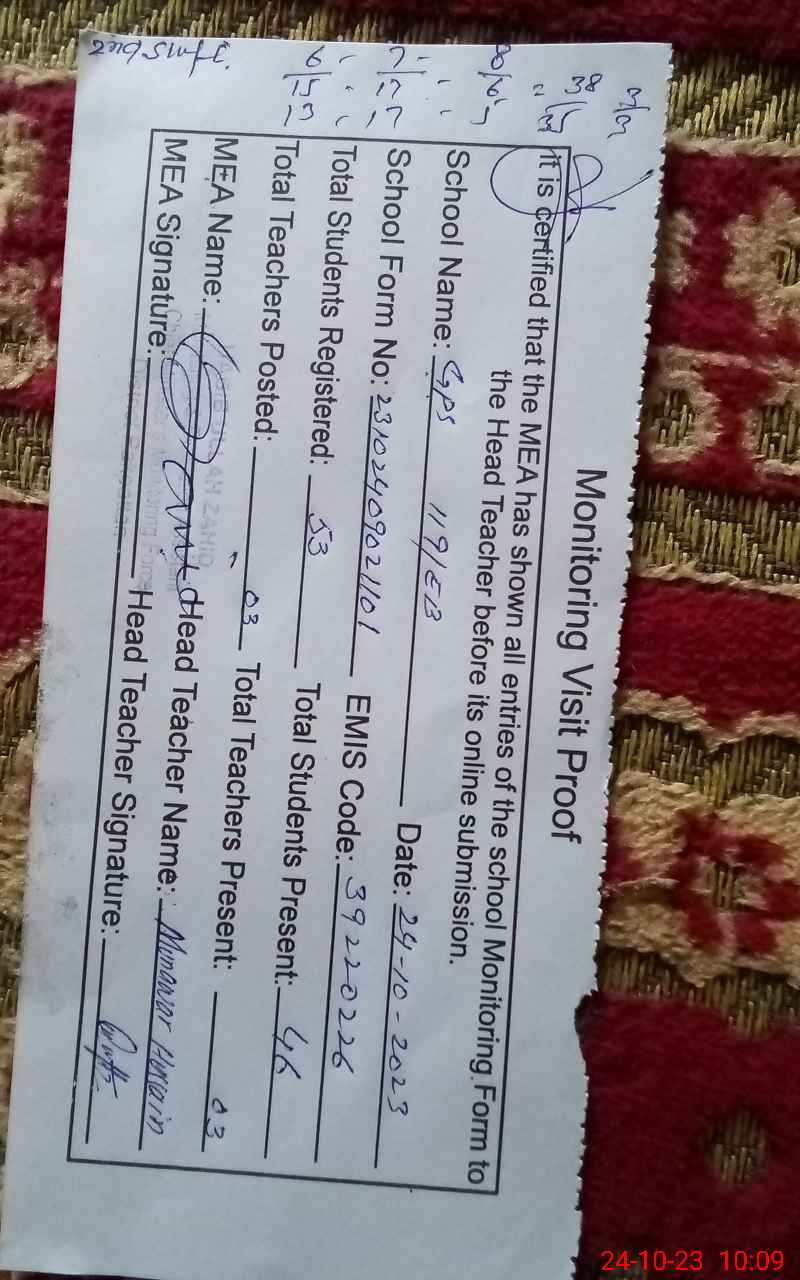 Monitoring Visit Proof
It is certified that the MEA has shown all entries of the school Monitoring Form to
the Head Teacher before its online submission.
School Name: GPS 119/EB Date: 24-10-2023
School Form No: 23102409021101 EMIS Code: 39220226
Total Students Registered: 53 Total Students Present: 46
Total Teachers Posted: 03 Total Teachers Present: 03
MEA Name: Head Teacher Name: Munawar Hussain
MEA Signature: Head Teacher Signature:
24-10-23 10:09